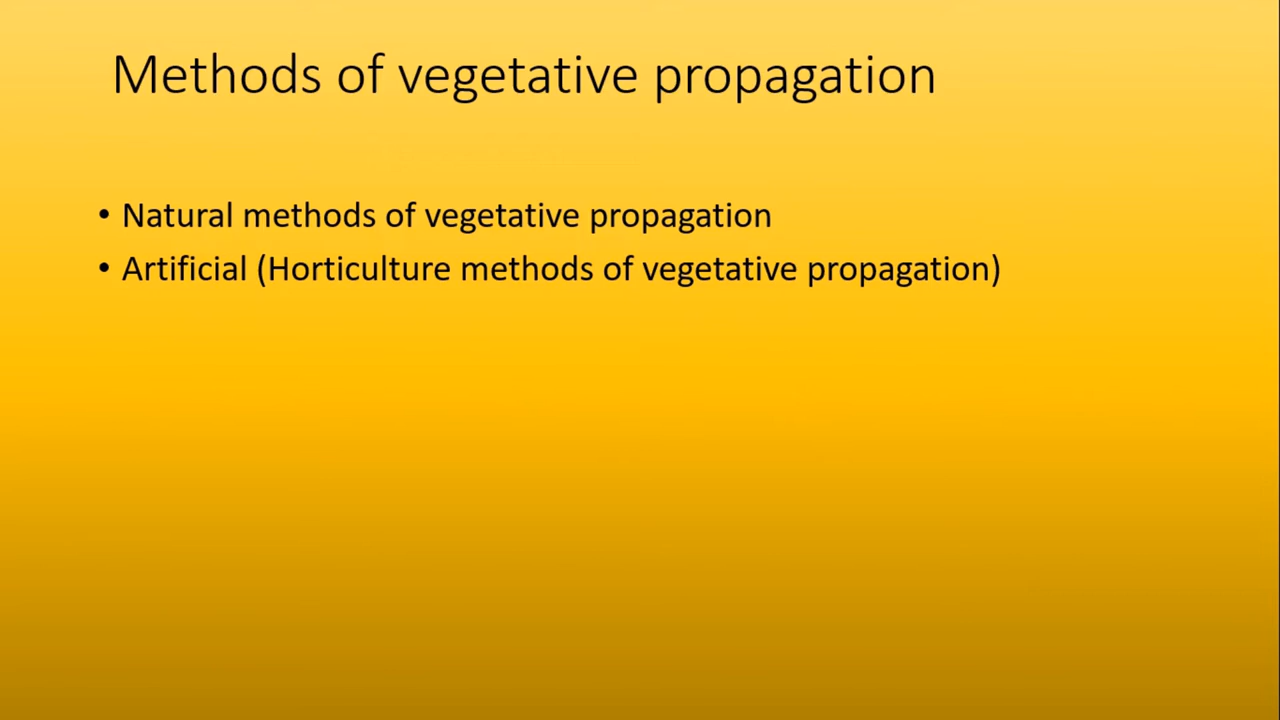 Methods of vegetative propagation
• Natural methods of vegetative propagation
• Artificial (Horticulture methods of vegetative propagation)